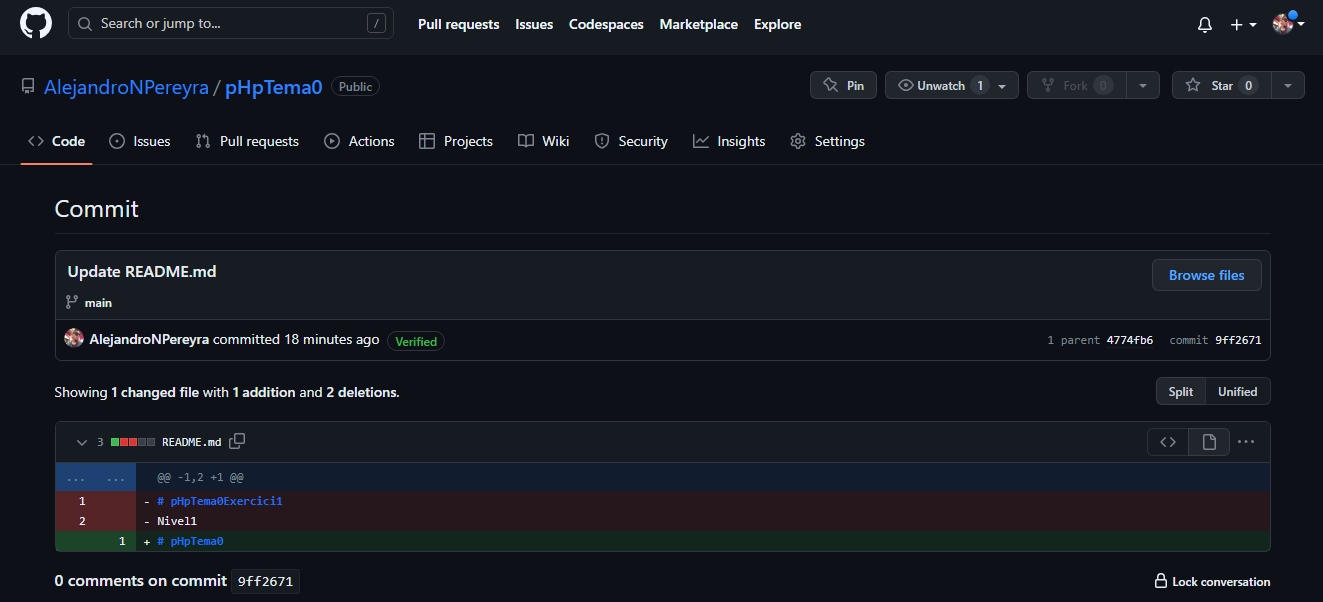 Search or jump to... /
Pull requests Issues Codespaces Marketplace Explore
AlejandroNPereyra / pHpTema0 Public
Pin Unwatch 1 Fork 0 Star 0
Code Issues Pull requests Actions Projects Wiki Security Insights Settings
Commit
Update README.md
Browse files
main
AlejandroNPereyra committed 18 minutes ago Verified
1 parent 4774fb6 commit 9ff2671
Showing 1 changed file with 1 addition and 2 deletions.
Split Unified
3 README.md
... ... @@ -1,2 +1 @@
1 - # pHpTema0Exercici1
2 - Nivel1
1 + # pHpTema0
0 comments on commit 9ff2671
Lock conversation